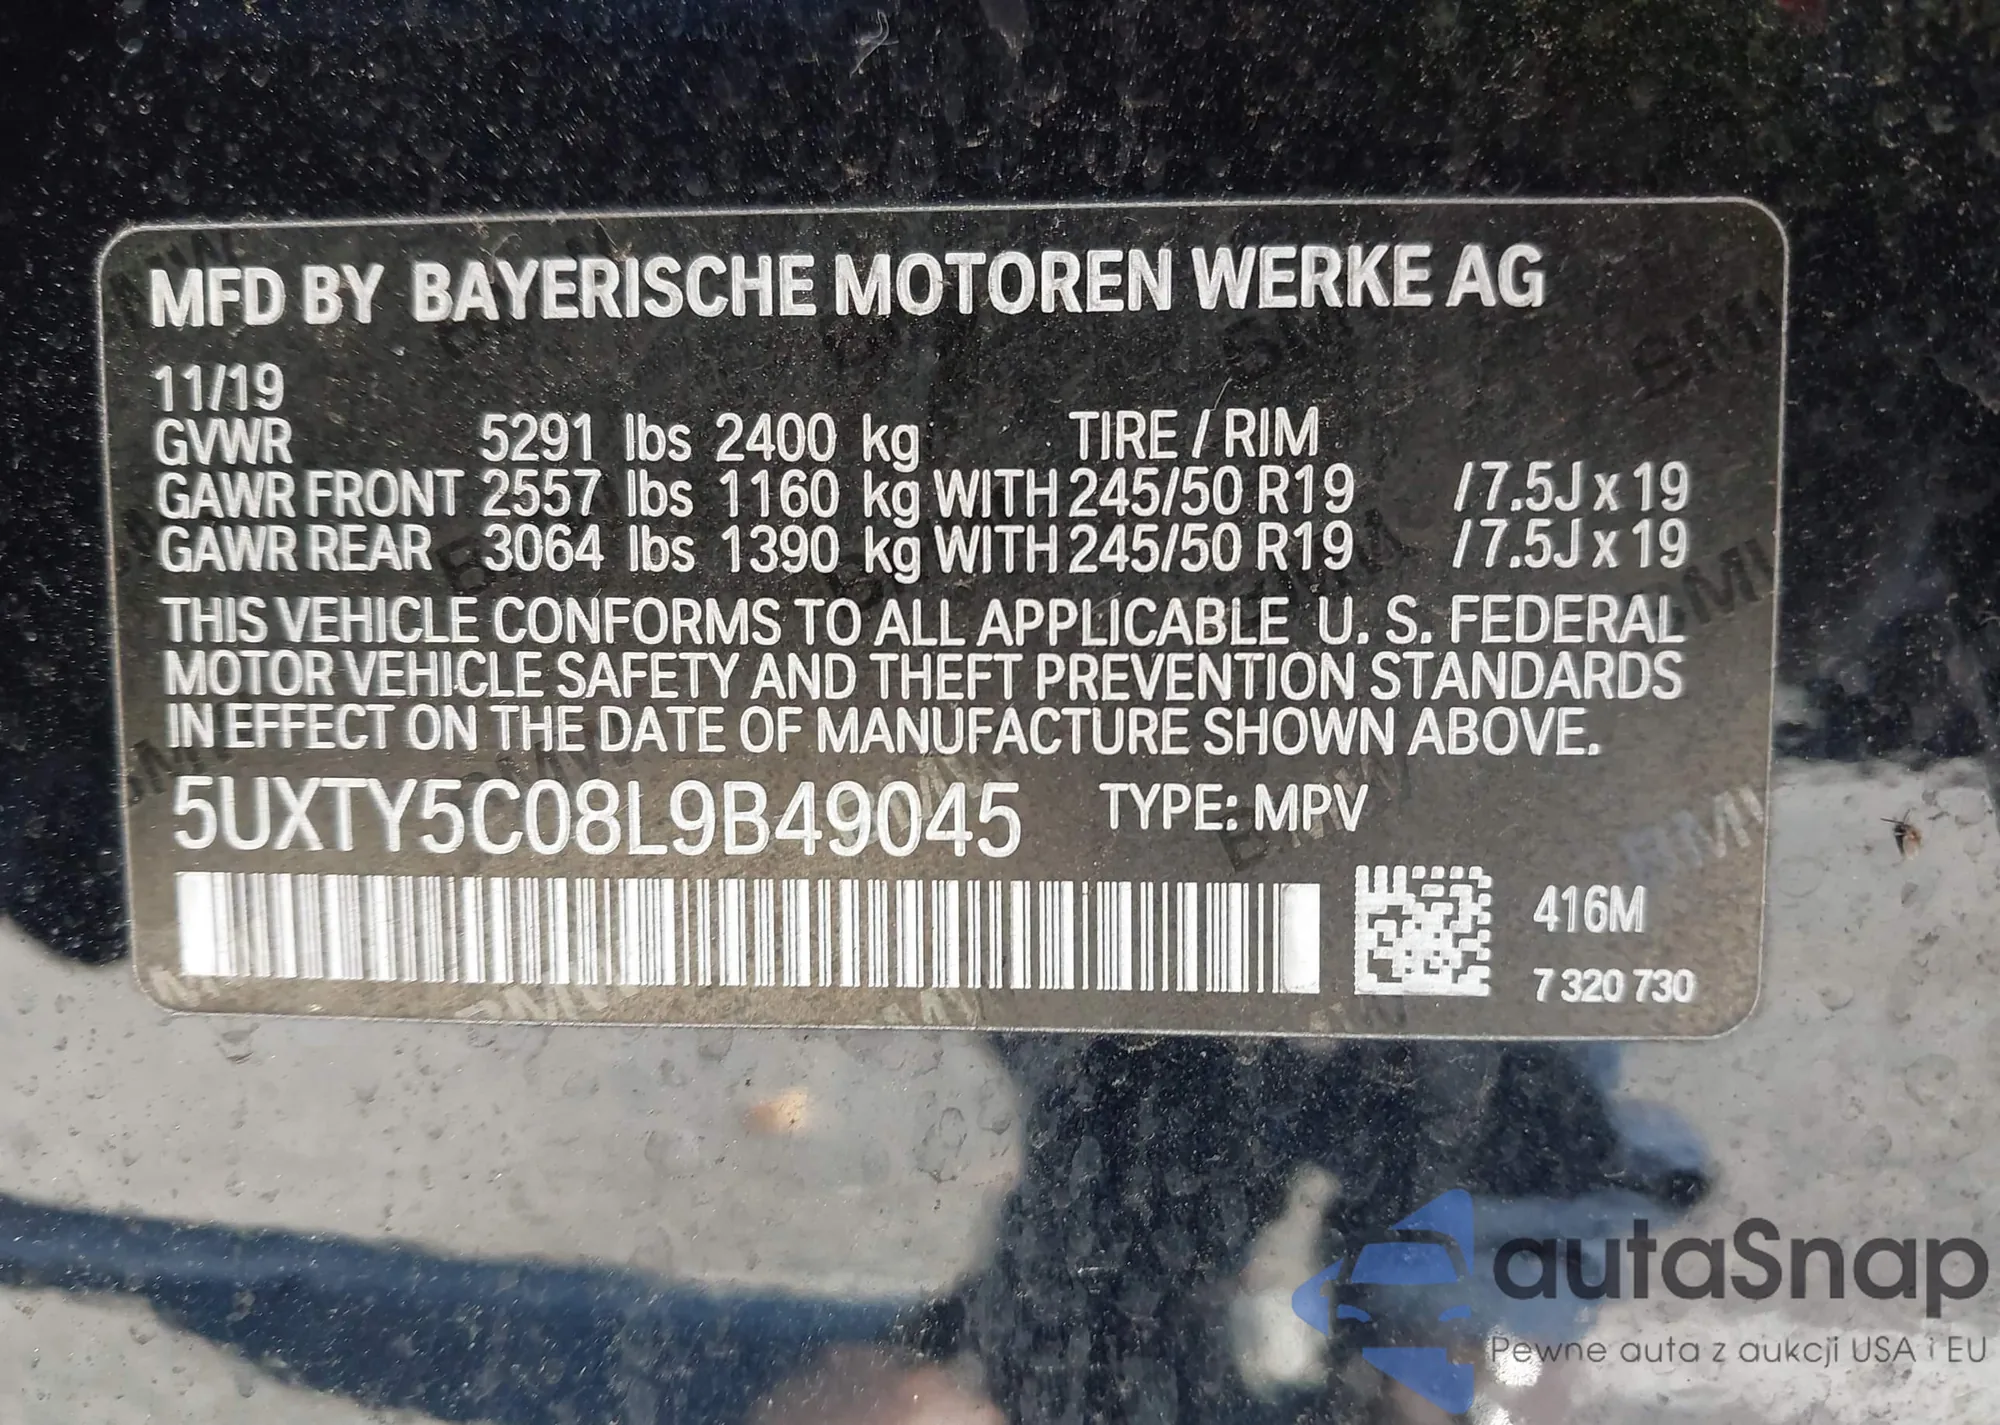 MFD BY BAYERISCHE MOTOREN WERKE AG
11/19
GVWR 5291 lbs 2400 kg TIRE / RIM
GAWR FRONT 2557 lbs 1160 kg WITH 245/50 R19 /7.5J x 19
GAWR REAR 3064 lbs 1390 kg WITH 245/50 R19 /7.5J x 19
THIS VEHICLE CONFORMS TO ALL APPLICABLE U. S. FEDERAL
MOTOR VEHICLE SAFETY AND THEFT PREVENTION STANDARDS
IN EFFECT ON THE DATE OF MANUFACTURE SHOWN ABOVE.
5UXTY5C08L9B49045 TYPE: MPV
416M
7 320 730
autaSnap
Pewne auta z aukcji USA i EU